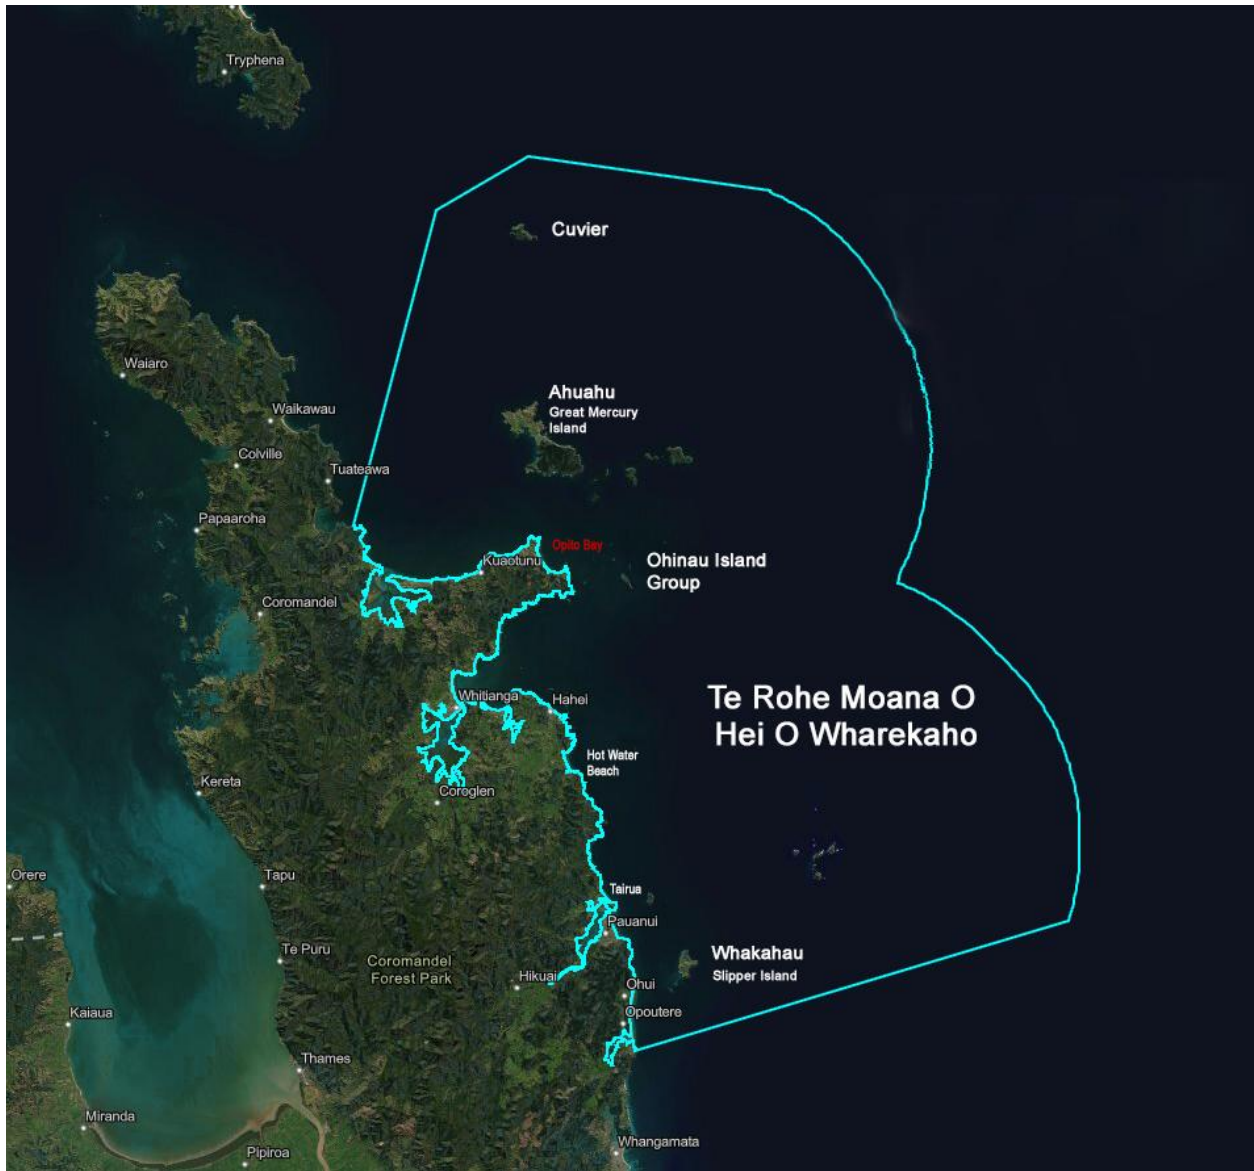 Tryphena
Cuvier
Waiaro
Ahuahu
Great Mercury
Island
Waikawau
Colville
Tuateawa
Papaaroha
Opito Bay
Kuaotunu
Ohinau Island
Group
Coromandel
Whitianga
Hahei
Te Rohe Moana O
Hei O Wharekaho
Hot Water
Beach
Kereta
Coroglen
Orere
Tapu
Tairua
Pauanui
Te Puru
Coromandel
Forest Park
Whakahau
Slipper Island
Hikuai
Ohui
Opoutere
Kaiaua
Thames
Miranda
Whangamata
Pipiroa